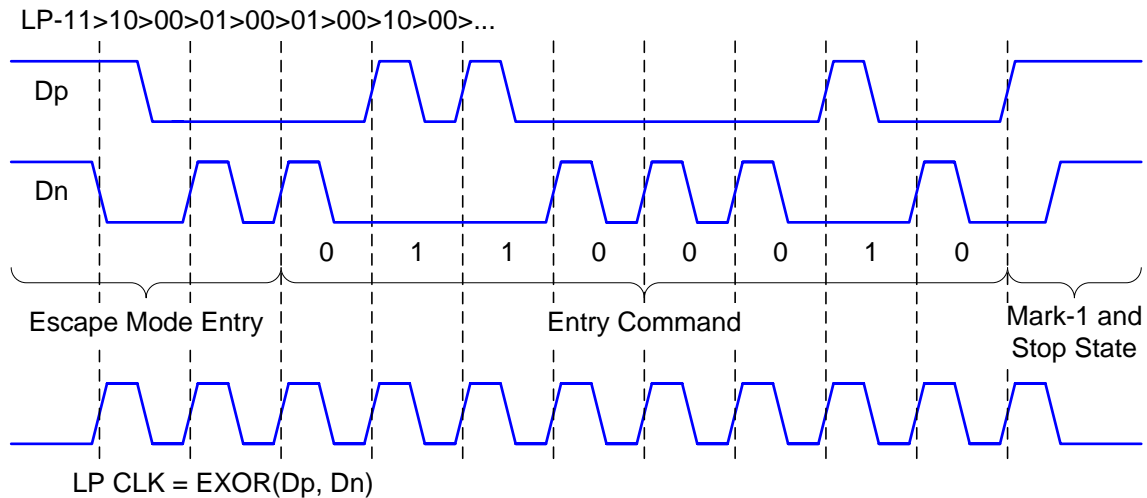 LP-11>10>00>01>00>01>00>10>00>...
Dp
Dn
0 1 1 0 0 0 1 0
Escape Mode Entry
Entry Command
Mark-1 and
Stop State
LP CLK = EXOR(Dp, Dn)